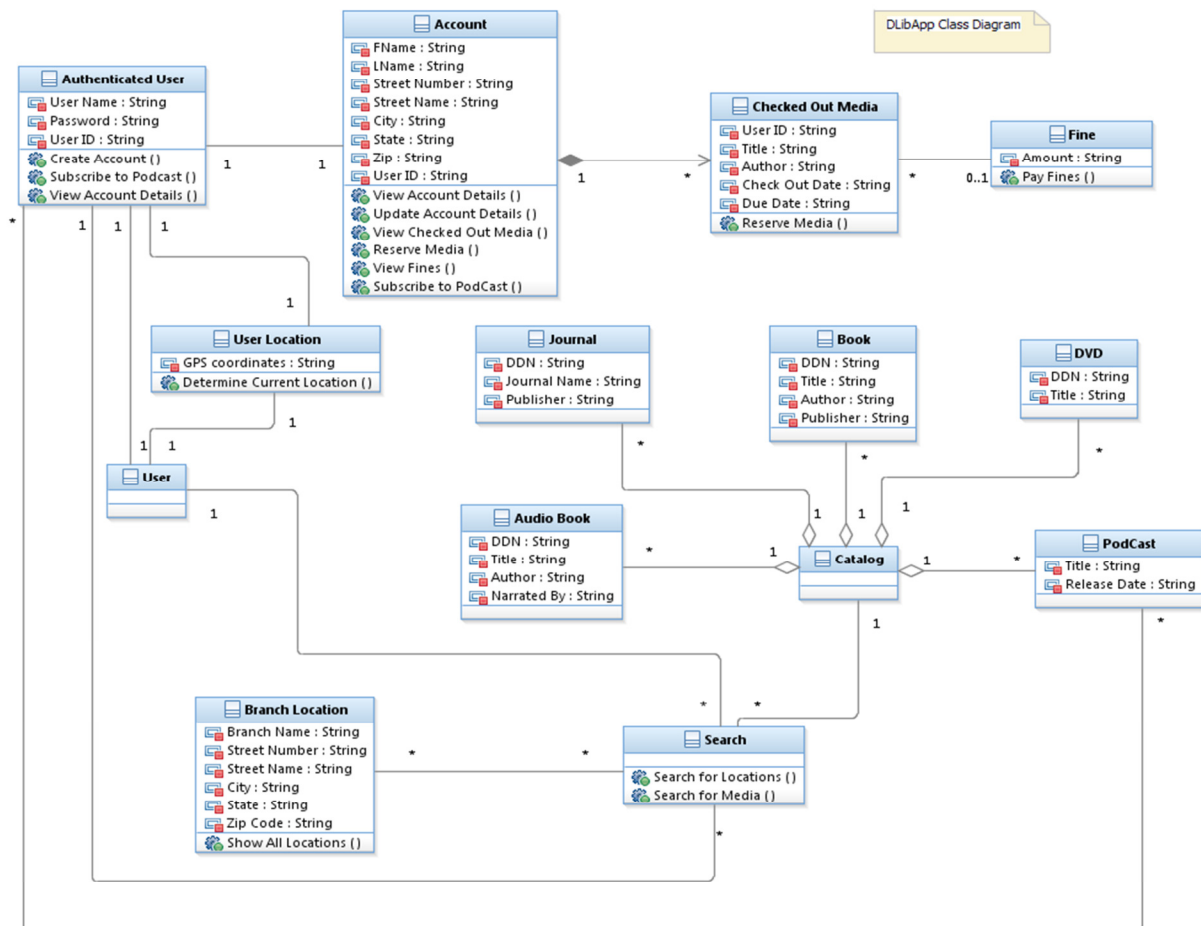 DLibApp Class Diagram
Account
FName : String
LName : String
Street Number : String
Street Name : String
City : String
State : String
Zip : String
User ID : String
View Account Details ( )
Update Account Details ( )
View Checked Out Media ( )
Reserve Media ( )
View Fines ( )
Subscribe to PodCast ( )
Authenticated User
User Name : String
Password : String
User ID : String
Create Account ( )
Subscribe to Podcast ( )
View Account Details ( )
1
1
1
*
Checked Out Media
User ID : String
Title : String
Author : String
Check Out Date : String
Due Date : String
Reserve Media ( )
*
0..1
Fine
Amount : String
Pay Fines ( )
*
1
1
1
1
User Location
GPS coordinates : String
Determine Current Location ( )
1
1
1
User
1
Journal
DDN : String
Journal Name : String
Publisher : String
*
1
Book
DDN : String
Title : String
Author : String
Publisher : String
*
1
DVD
DDN : String
Title : String
*
1
Audio Book
DDN : String
Title : String
Author : String
Narrated By : String
*
1
Catalog
1
*
PodCast
Title : String
Release Date : String
*
1
*
*
Branch Location
Branch Name : String
Street Number : String
Street Name : String
City : String
State : String
Zip Code : String
Show All Locations ( )
*
*
Search
Search for Locations ( )
Search for Media ( )
*